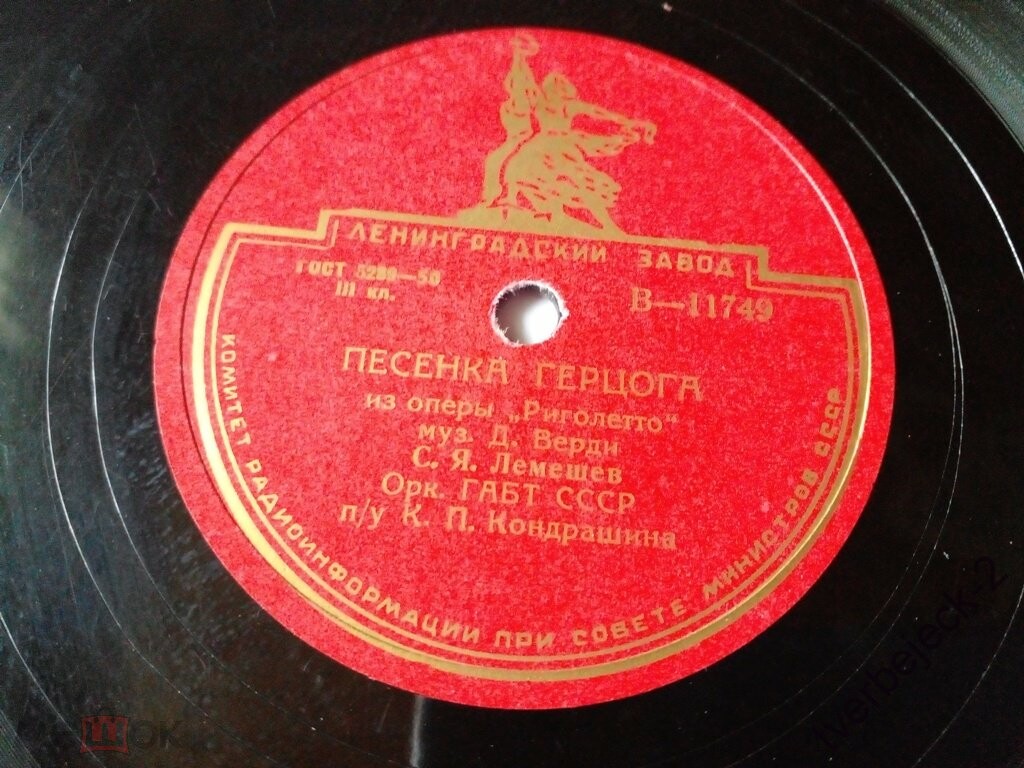 ЛЕНИНГРАДСКИЙ ЗАВОД
ГОСТ 5289—50
III кл.
В—11749
ПЕСЕНКА ГЕРЦОГА
из оперы „Риголетто“
муз. Д. Верди
С. Я. Лемешев
Орк. ГАБТ СССР
п/у К. П. Кондрашина
КОМИТЕТ РАДИОИНФОРМАЦИИ ПРИ СОВЕТЕ МИНИСТРОВ СССР